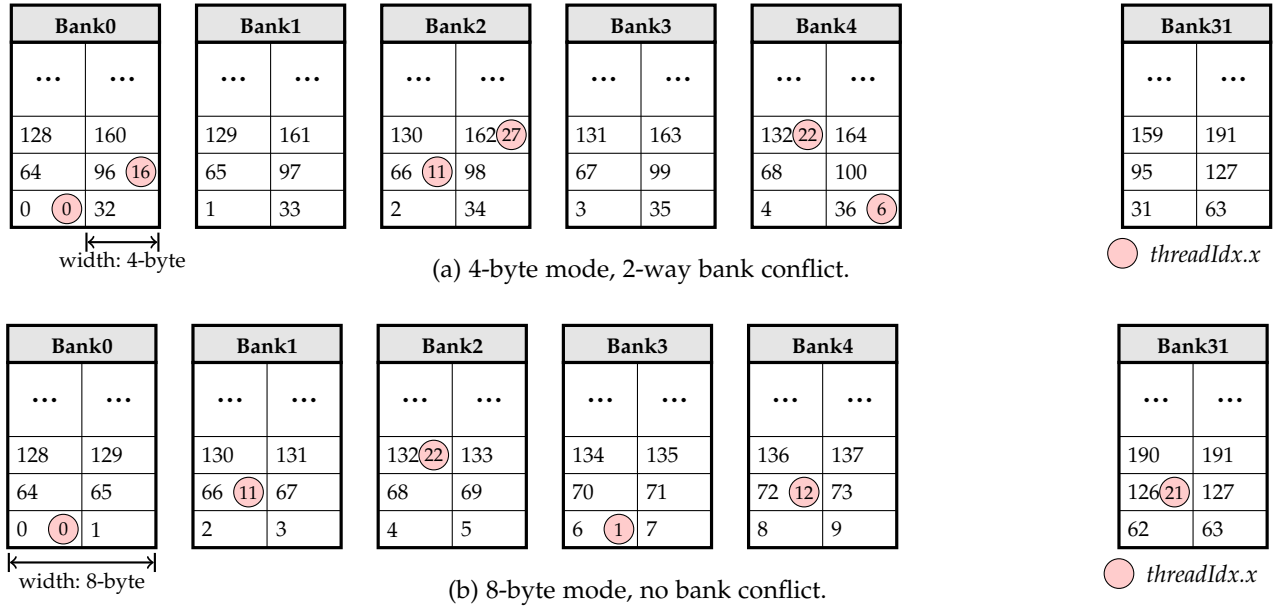 Bank0 Bank1 Bank2 Bank3 Bank4 Bank31
... ... ... ... ... ... ... ... ... ... ... ...
128 160 129 161 130 162 27 131 163 132 22 164 159 191
64 96 16 65 97 66 11 98 67 99 68 100 95 127
0 0 32 1 33 2 34 3 35 4 36 6 31 63
width: 4-byte
(a) 4-byte mode, 2-way bank conflict.
threadIdx.x
Bank0 Bank1 Bank2 Bank3 Bank4 Bank31
... ... ... ... ... ... ... ... ... ... ... ...
128 129 130 131 132 22 133 134 135 136 137 190 191
64 65 66 11 67 68 69 70 71 72 12 73 126 21 127
0 0 1 2 3 4 5 6 1 7 8 9 62 63
width: 8-byte
(b) 8-byte mode, no bank conflict.
threadIdx.x